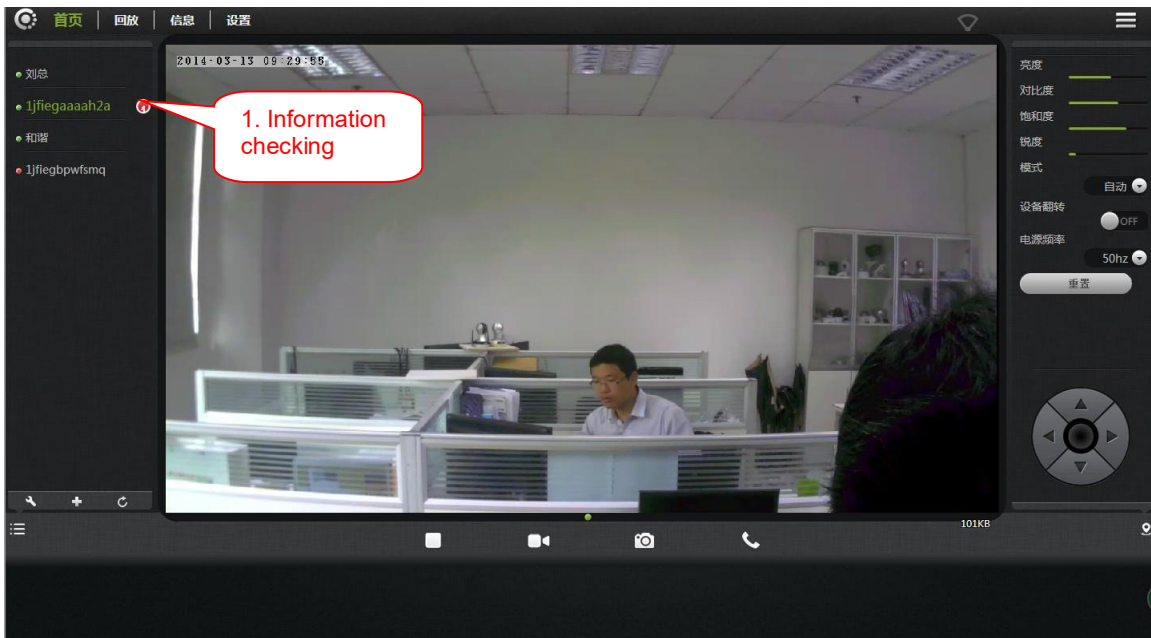 首页 回放 信息 设置
2014-03-13 09:29:55
刘总
1jfiegaaaah2a
和谐
1jfiegbpwfsmq
1. Information
checking
亮度
对比度
饱和度
锐度
模式
自动
设备翻转
OFF
电源频率
50hz
重置
101KB